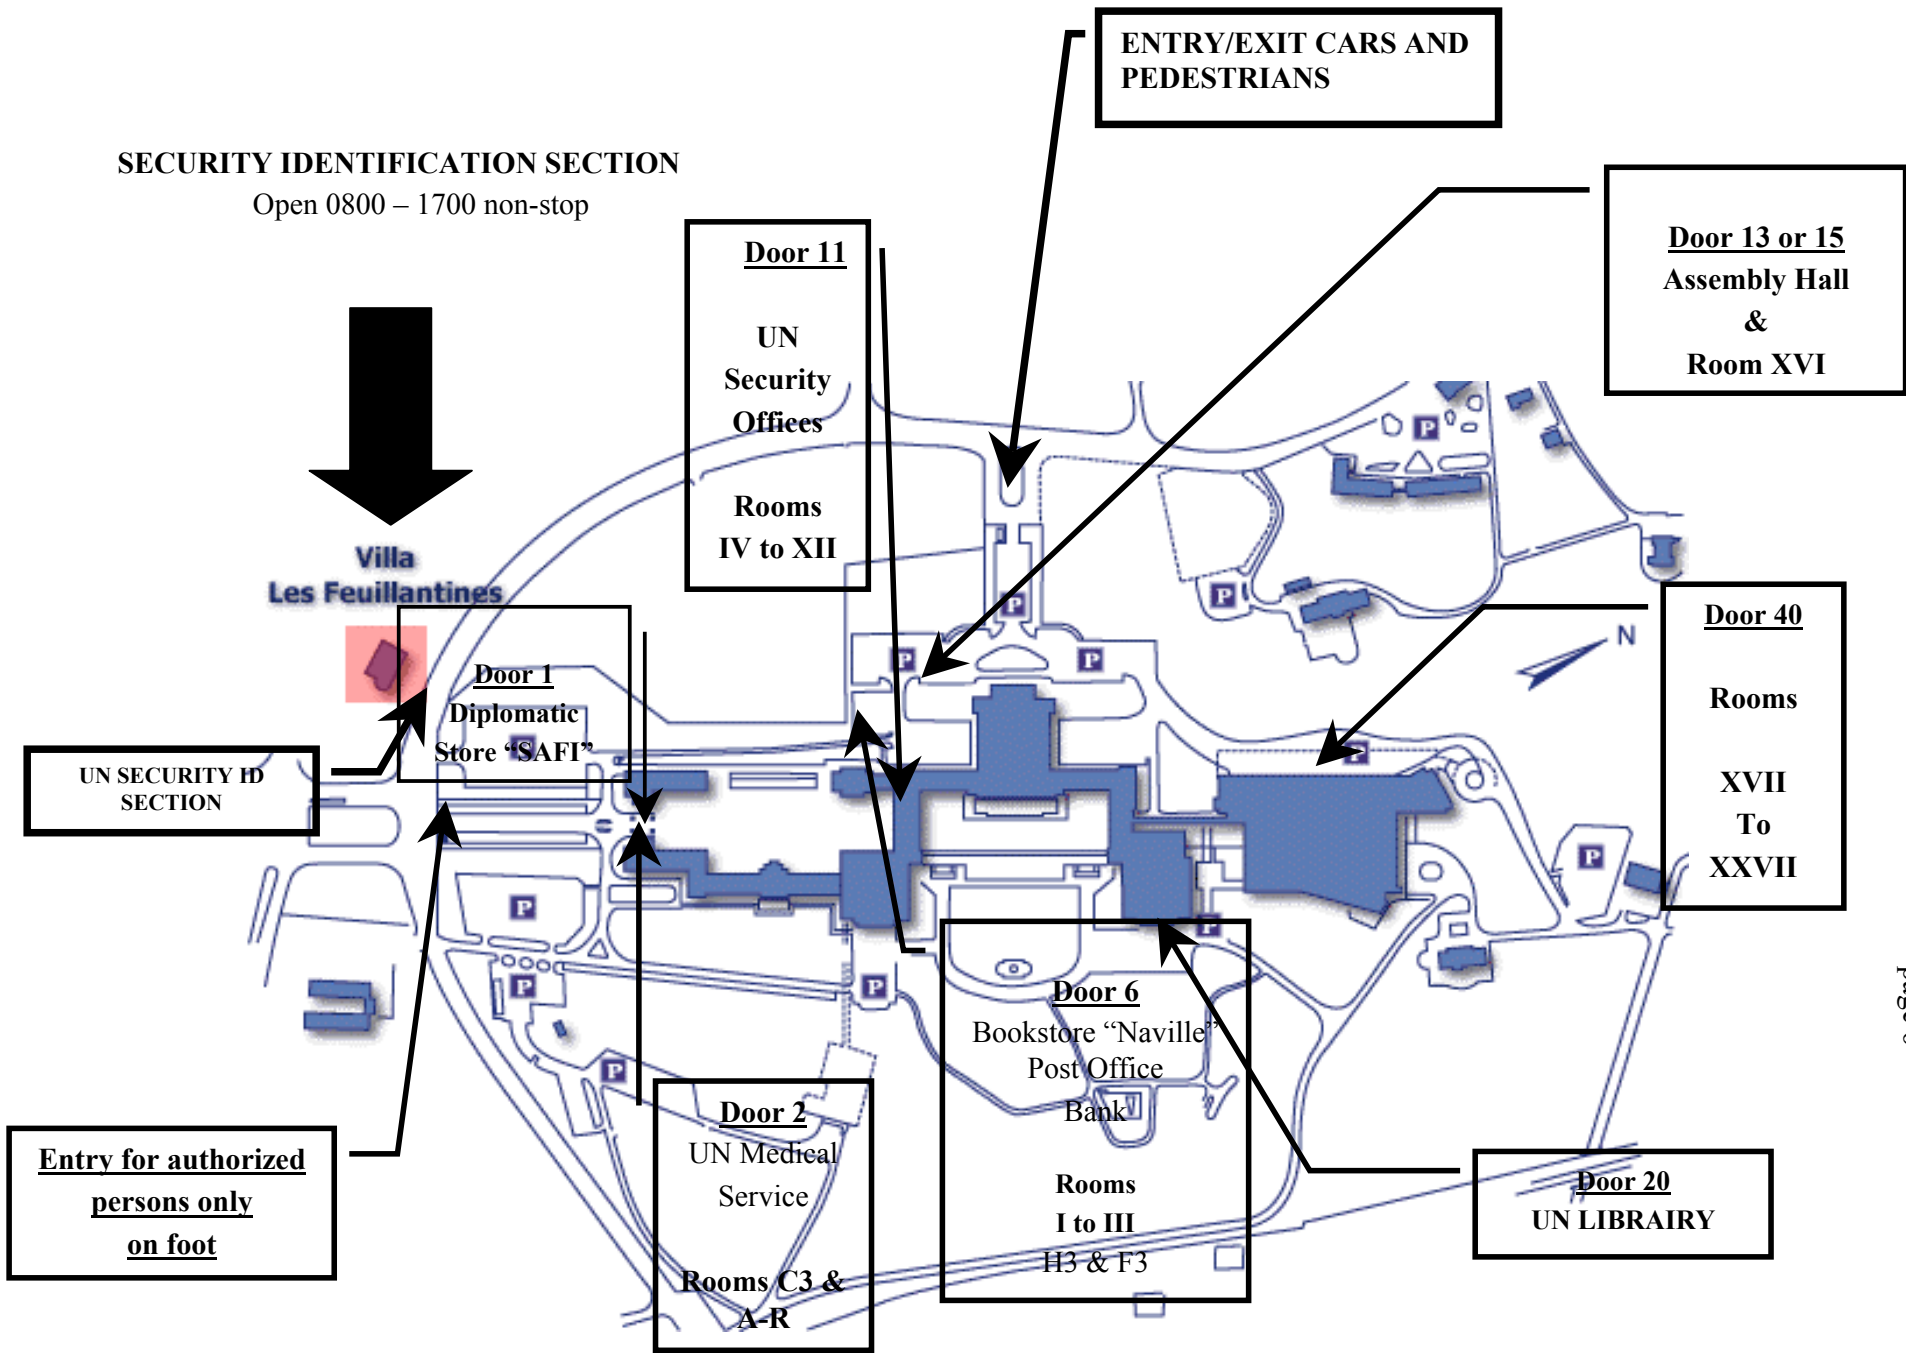 ENTRY/EXIT CARS AND
PEDESTRIANS
SECURITY IDENTIFICATION SECTION
Open 0800 – 1700 non-stop
Door 11
UN
Security
Offices
Rooms
IV to XII
Door 13 or 15
Assembly Hall
&
Room XVI
Villa
Les Feuillantines
Door 1
Diplomatic
Store “SAFI”
UN SECURITY ID
SECTION
N
Door 40
Rooms
XVII
To
XXVII
P
P
P
P
P
P
P
P
P
P
P
P
P
Door 6
Bookstore “Naville”
Post Office
Bank
Rooms
I to III
H3 & F3
Door 2
UN Medical
Service
Rooms C3 &
A-R
Entry for authorized
persons only
on foot
Door 20
UN LIBRAIRY